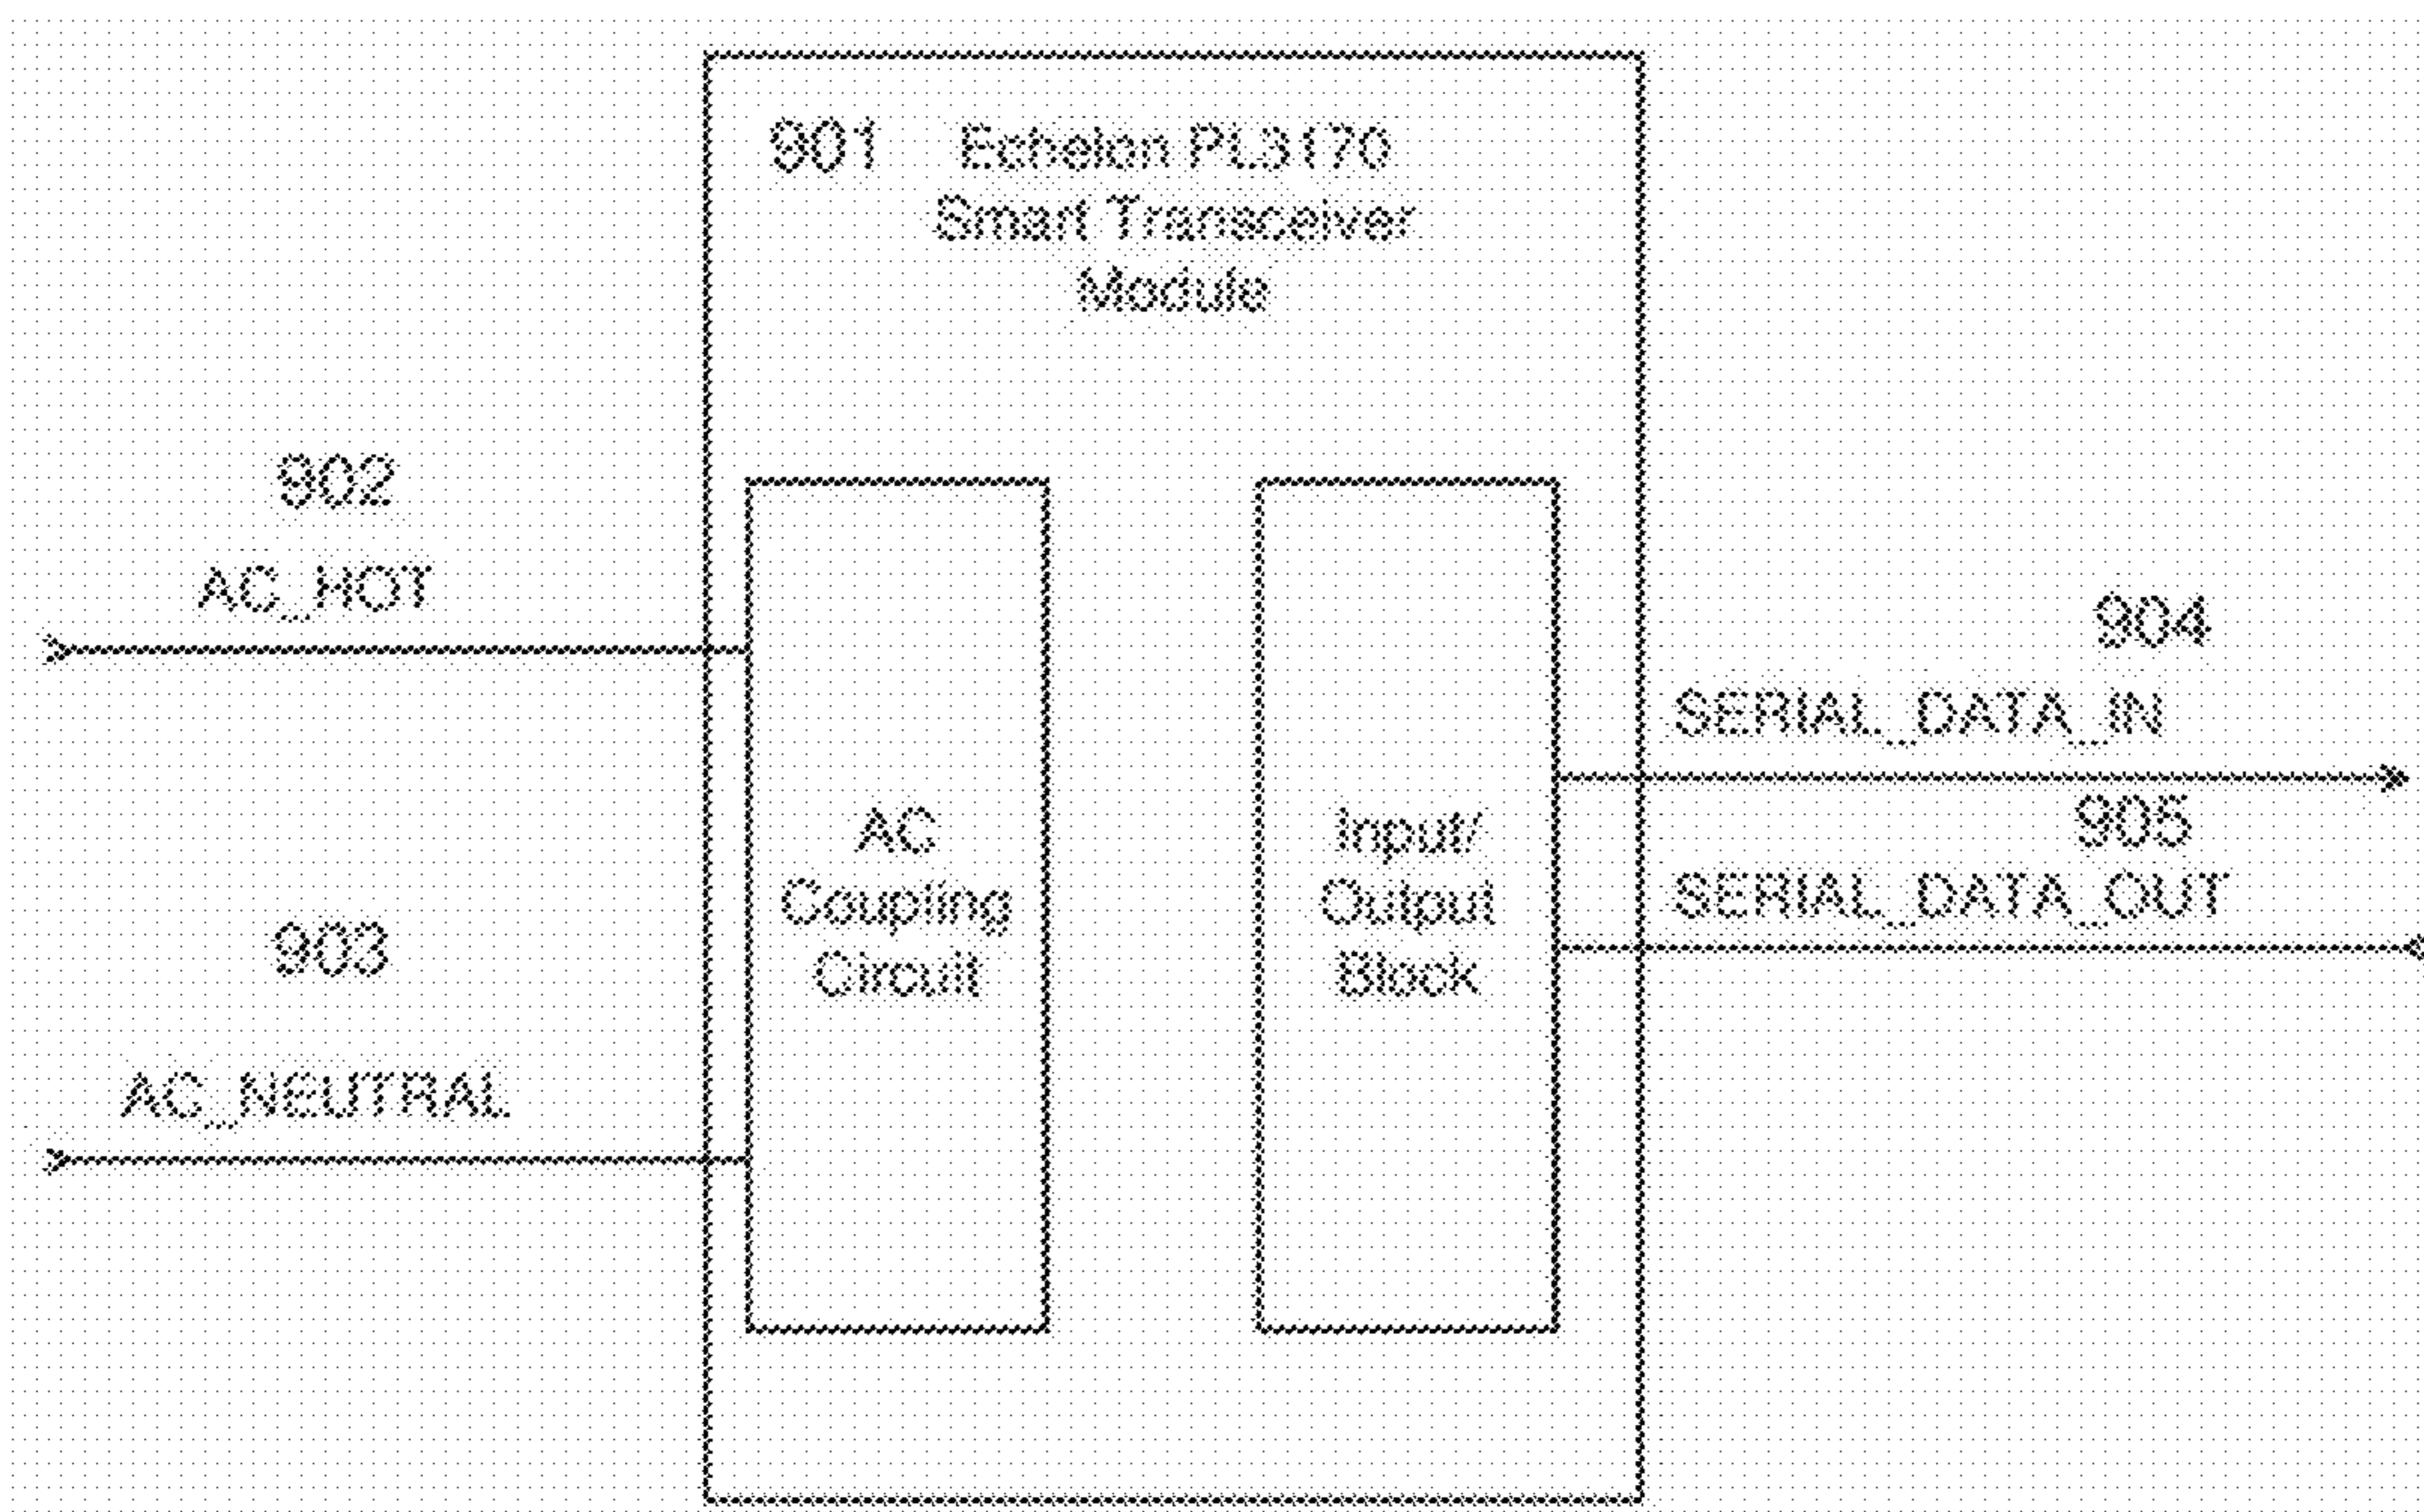 901 Echelon PL3170
Smart Transceiver
Module
902
AC_HOT
903
AC_NEUTRAL
AC
Coupling
Circuit
Input/
Output
Block
904
SERIAL_DATA_IN
905
SERIAL_DATA_OUT